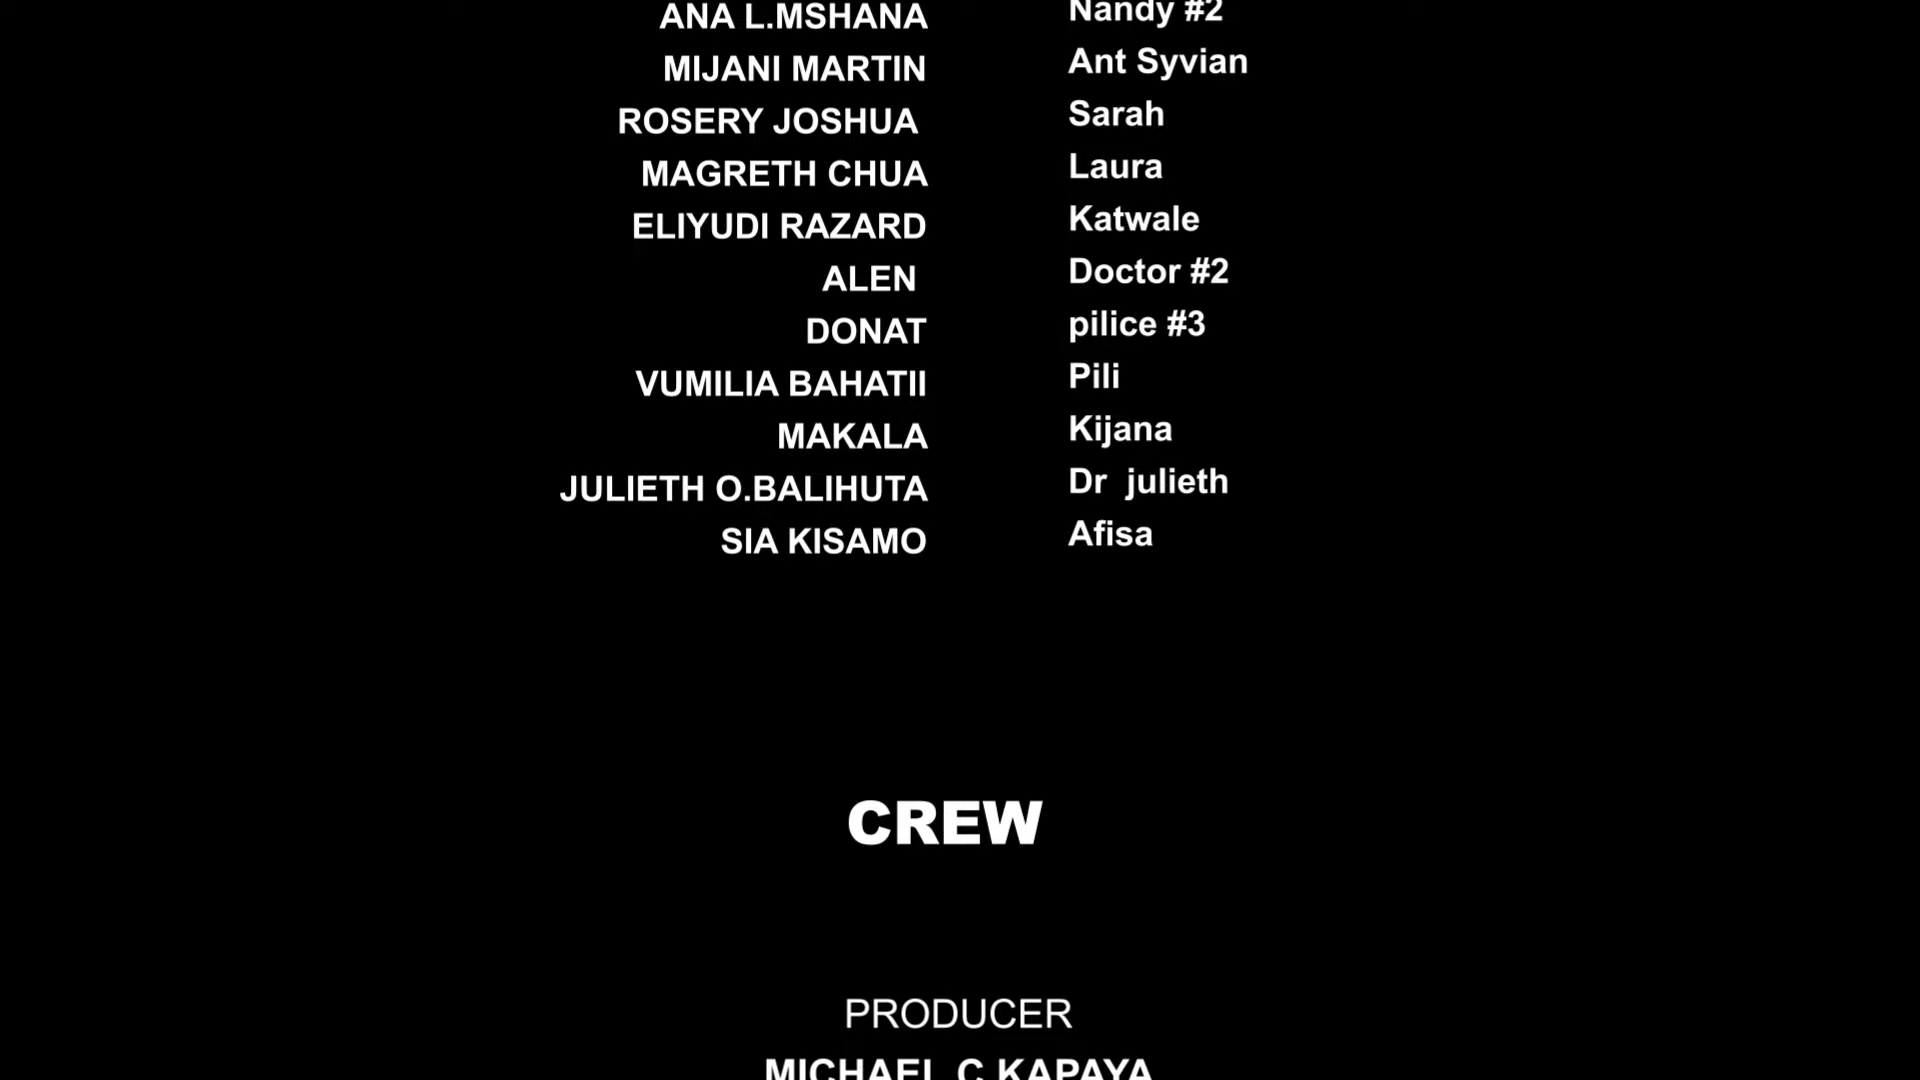 ANA L.MSHANA Nandy #2
MIJANI MARTIN Ant Syvian
ROSERY JOSHUA Sarah
MAGRETH CHUA Laura
ELIYUDI RAZARD Katwale
ALEN Doctor #2
DONAT pilice #3
VUMILIA BAHATII Pili
MAKALA Kijana
JULIETH O.BALIHUTA Dr  julieth
SIA KISAMO Afisa
CREW
PRODUCER
MICHAEL C KAPAYA